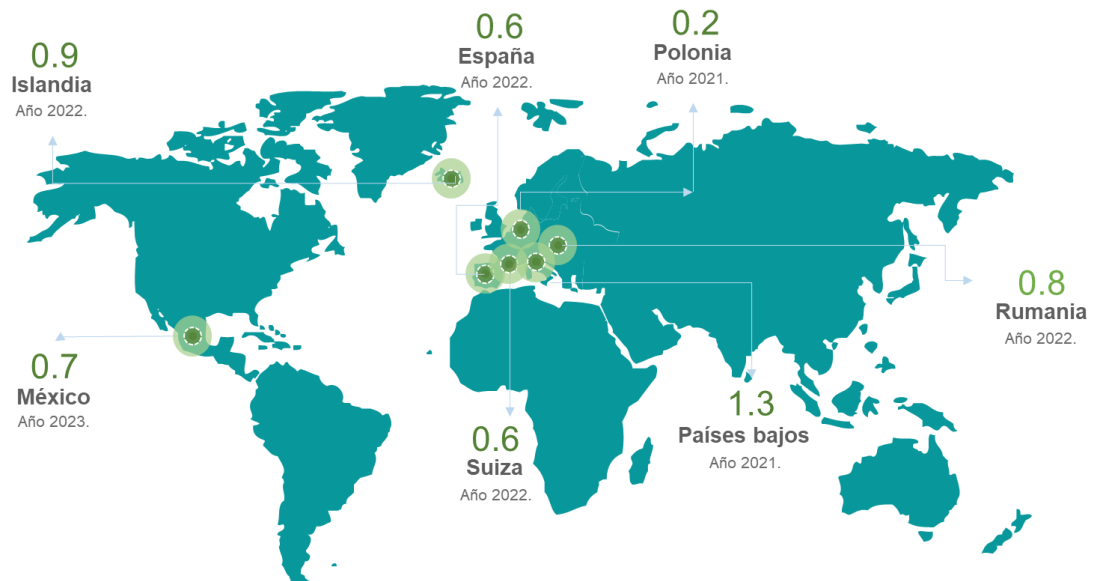 0.9
Islandia
Año 2022.
0.6
España
Año 2022.
0.2
Polonia
Año 2021.
0.8
Rumania
Año 2022.
0.7
México
Año 2023.
0.6
Suiza
Año 2022.
1.3
Países bajos
Año 2021.